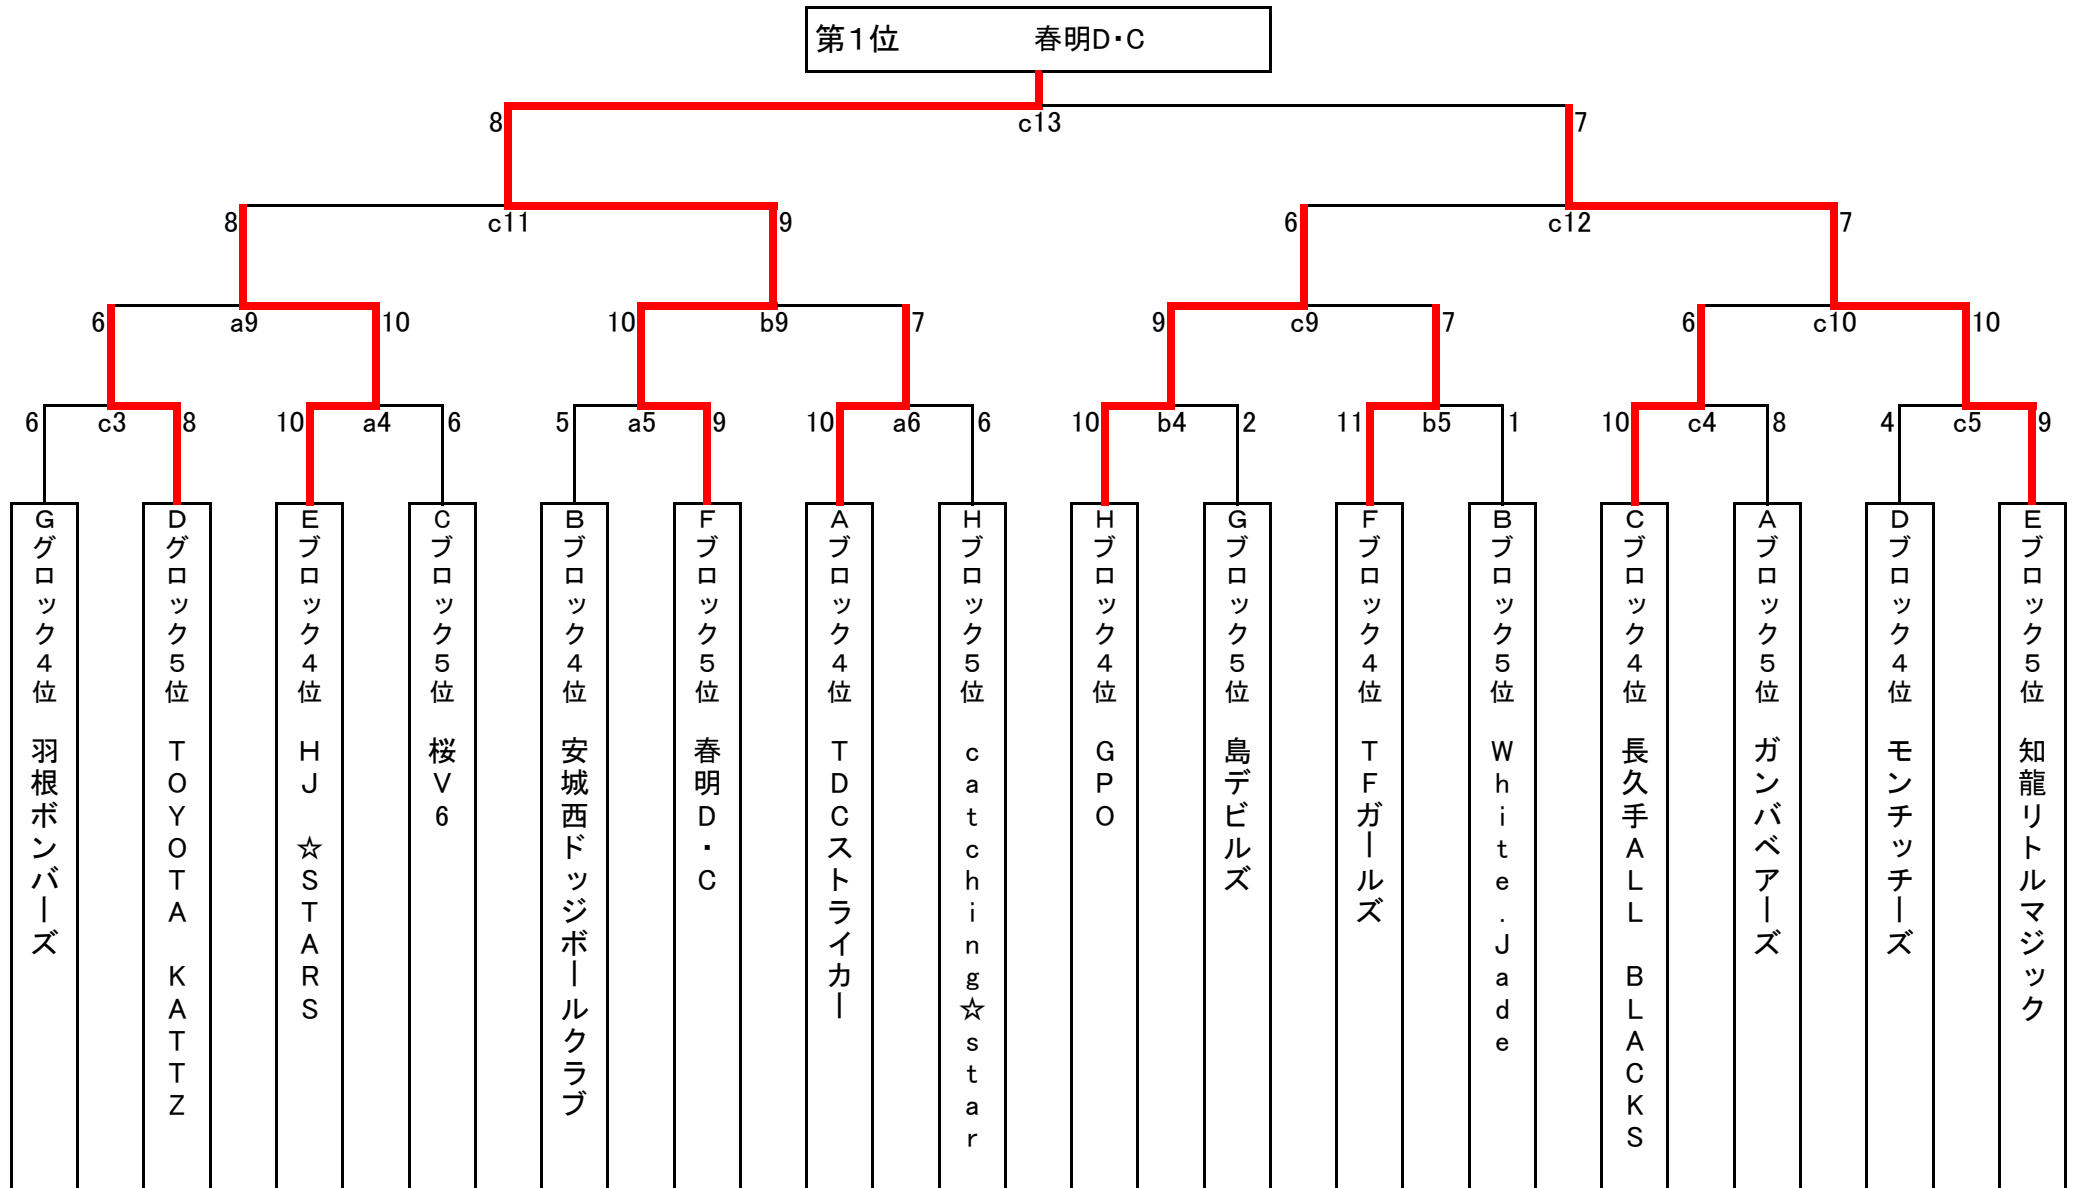 第1位 春明D・C
8 c13 7
8 c11 9 6 c12 7
6 a9 10 10 b9 7 9 c9 7 6 c10 10
6 c3 8 10 a4 6 5 a5 9 10 a6 6 10 b4 2 11 b5 1 10 c4 8 4 c5 9
Gグロック4位 羽根ボンバーズ
Dグロック5位 TOYOTA KATTZ
Eブロック4位 HJ ☆STARS
Cブロック5位 桜V6
Bブロック4位 安城西ドッジボールクラブ
Fブロック5位 春明D・C
Aブロック4位 TDCストライカー
Hブロック5位 catching☆star
Hブロック4位 GPO
Gブロック5位 島デビルズ
Fブロック4位 TFガールズ
Bブロック5位 White.Jade
Cブロック4位 長久手ALL BLACKS
Aブロック5位 ガンバベアーズ
Dブロック4位 モンチッチーズ
Eブロック5位 知龍リトルマジック